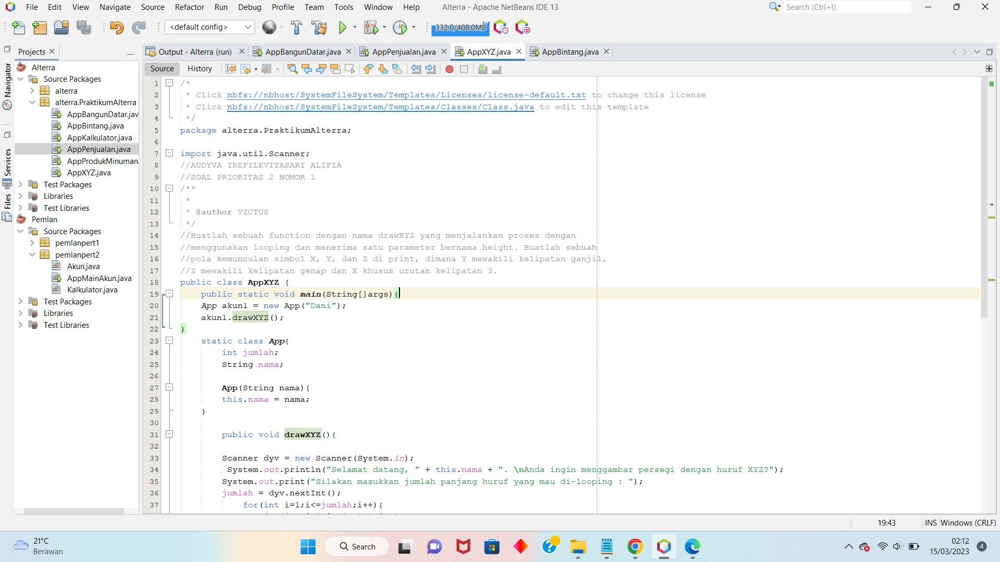 File Edit View Navigate Source Refactor Run Debug Profile Team Tools Window Help Alterra - Apache NetBeans IDE 13 Search (Ctrl+I)
<default config> 332.0/408.0MB
Projects Output - Alterra (run) AppBangunDatar.java AppPenjualan.java AppXYZ.java AppBintang.java
Source History
Navigator
Services
Files
Alterra
Source Packages
alterra
alterra.PraktikumAlterra
AppBangunDatar.jav
AppBintang.java
AppKalkulator.java
AppPenjualan.java
AppProdukMinuman
AppXYZ.java
Test Packages
Libraries
Test Libraries
Pemlan
Source Packages
pemlanpert1
pemlanpert2
Akun.java
AppMainAkun.java
Kalkulator.java
Test Packages
Libraries
Test Libraries
1 /*
2 * Click nbfs://nbhost/SystemFileSystem/Templates/Licenses/license-default.txt to change this license
3 * Click nbfs://nbhost/SystemFileSystem/Templates/Classes/Class.java to edit this template
4 */
5 package alterra.PraktikumAlterra;
6
7 import java.util.Scanner;
8 //AUDYVA IREFILEVITASARI ALIFIA
9 //SOAL PRIORITAS 2 NOMOR 1
10 /**
11 *
12 * @author VICTUS
13 */
14 //Buatlah sebuah function dengan nama drawXYZ yang menjalankan proses dengan
15 //menggunakan looping dan menerima satu parameter bernama height. Buatlah sebuah
16 //pola kemunculan simbol X, Y, dan Z di print, dimana Y mewakili kelipatan ganjil,
17 //Z mewakili kelipatan genap dan X khusus urutan kelipatan 3.
18 public class AppXYZ {
19 public static void main(String[]args){
20 App akun1 = new App("Dani");
21 akun1.drawXYZ();
22 }
23 static class App{
24 int jumlah;
25 String nama;
26
27 App(String nama){
28 this.nama = nama;
29 }
30
31 public void drawXYZ(){
32
33 Scanner dyv = new Scanner(System.in);
34 System.out.println("Selamat datang, " + this.nama + ". \nAnda ingin menggambar persegi dengan huruf XYZ?");
35 System.out.print("Silakan masukkan jumlah panjang huruf yang mau di-looping : ");
36 jumlah = dyv.nextInt();
37 for(int i=1;i<=jumlah;i++){
19:43 INS Windows (CRLF)
21°C
Berawan
Search
02:12
15/03/2023
4